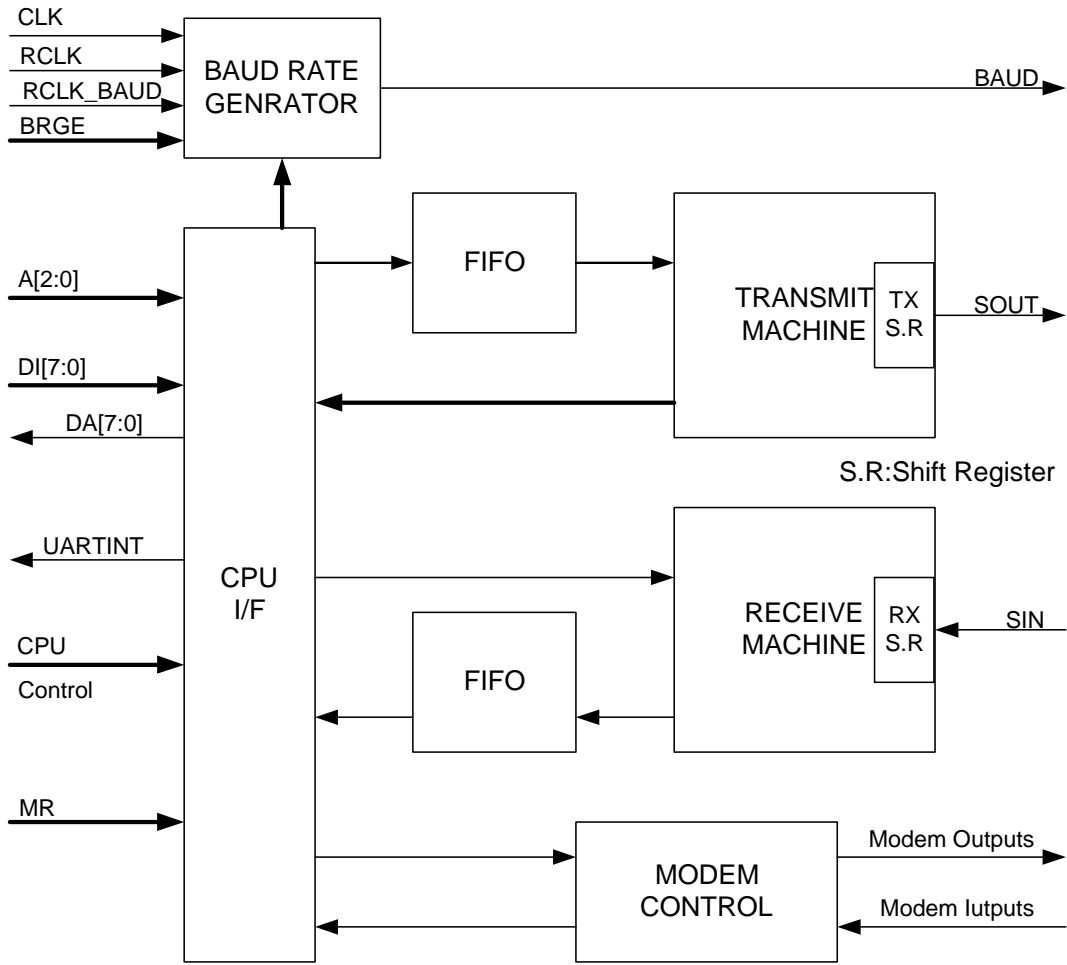 CLK
RCLK
RCLK_BAUD
BRGE
BAUD RATE
GENRATOR
BAUD
A[2:0]
DI[7:0]
DA[7:0]
UARTINT
CPU
Control
MR
CPU
I/F
FIFO
TRANSMIT
MACHINE
TX
S.R
SOUT
S.R:Shift Register
RECEIVE
MACHINE
RX
S.R
SIN
FIFO
MODEM
CONTROL
Modem Outputs
Modem Iutputs